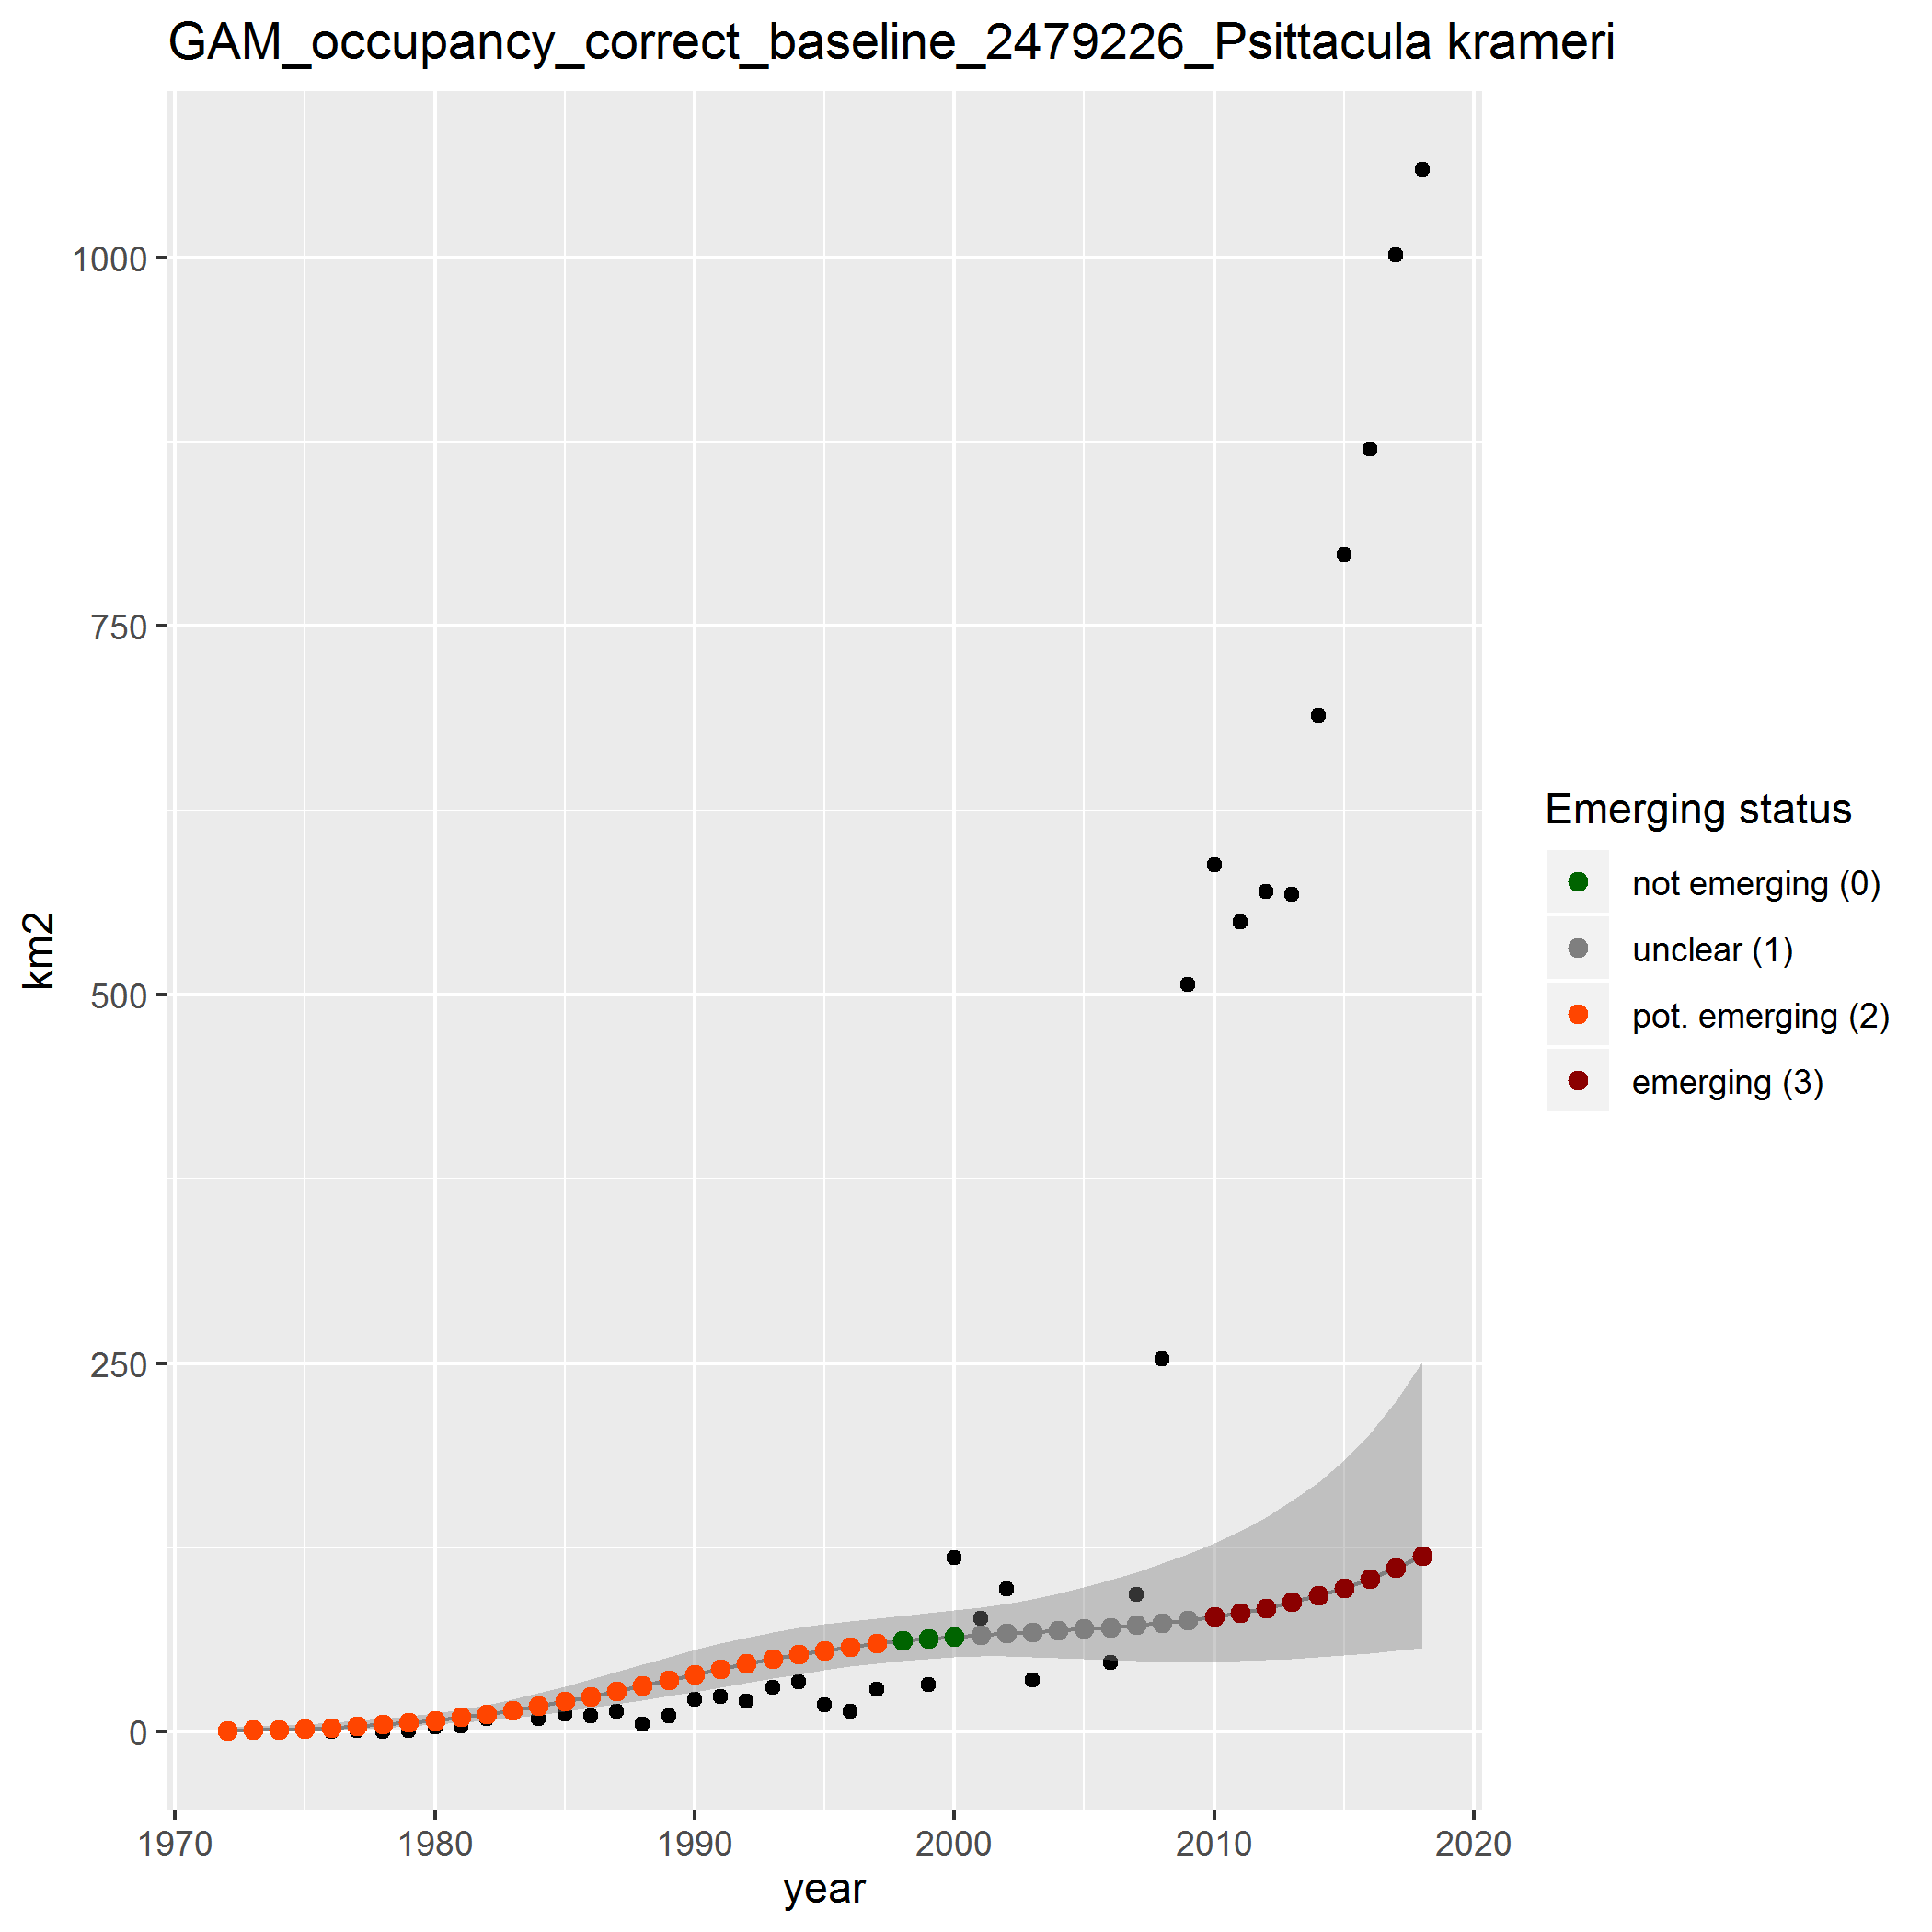 GAM_occupancy_correct_baseline_2479226_Psittacula krameri
1000
750
500
250
0
km2
1970 1980 1990 2000 2010 2020
year
Emerging status
not emerging (0)
unclear (1)
pot. emerging (2)
emerging (3)